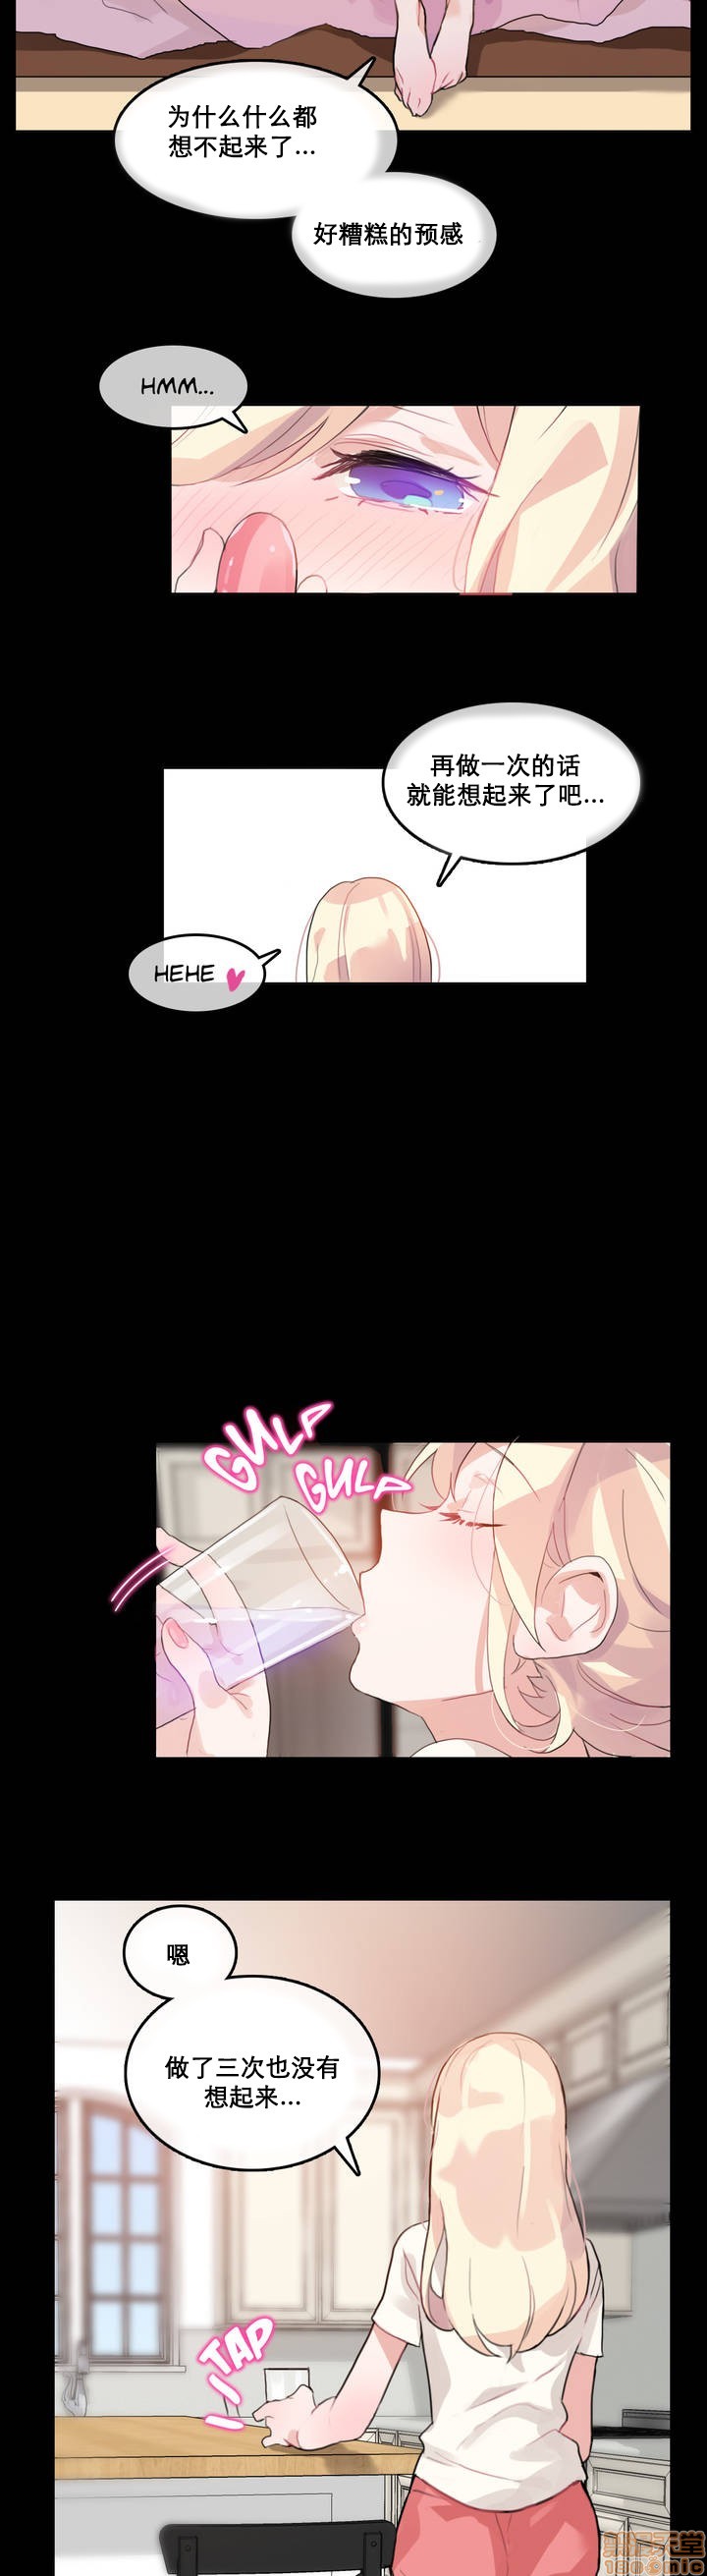 为什么什么都
想不起来了...
好糟糕的预感
HMM...
再做一次的话
就能想起来了吧...
HEHE
GULP
GULP
嗯
做了三次也没有
想起来...
TAP